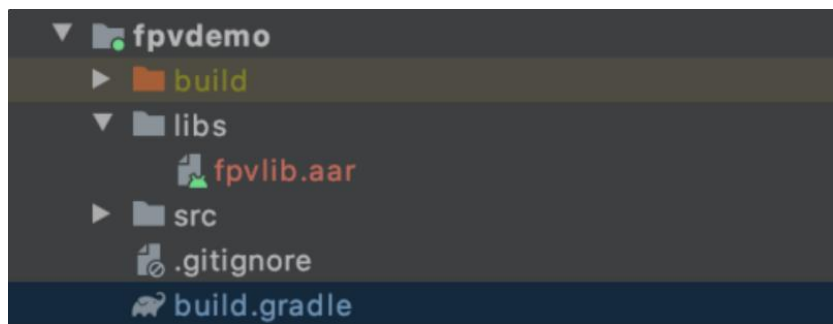 fpvdemo
build
libs
fpvlib.aar
src
.gitignore
build.gradle